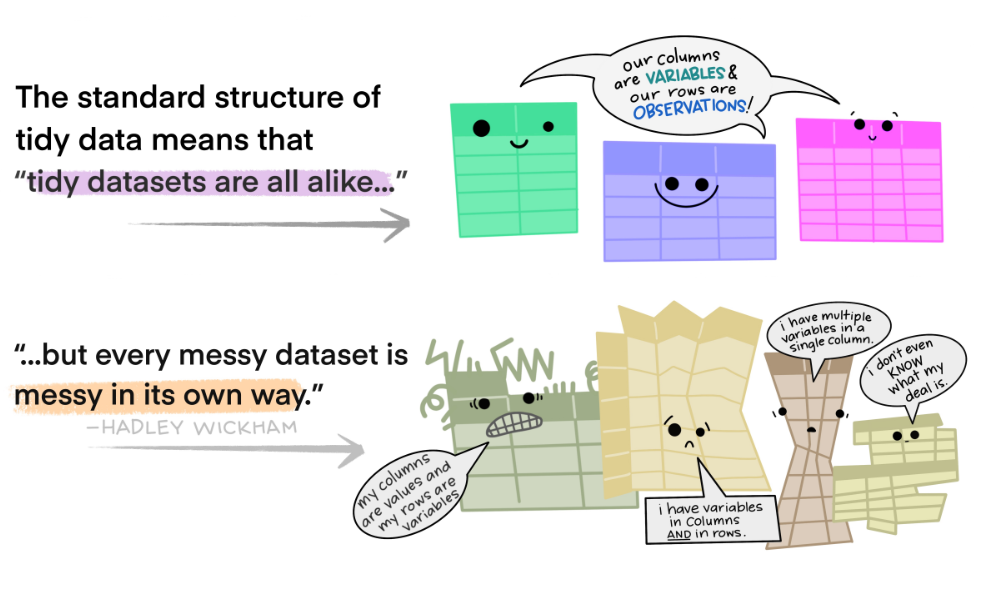 The standard structure of
tidy data means that
“tidy datasets are all alike...”
our columns
are VARIABLES &
our rows are
OBSERVATIONS!
“...but every messy dataset is
messy in its own way.”
—HADLEY WICKHAM
my columns
are values and
my rows are
variables
i have variables
in columns
AND in rows.
i have multiple
variables in a
single column.
i don't even
KNOW
what my
deal is.